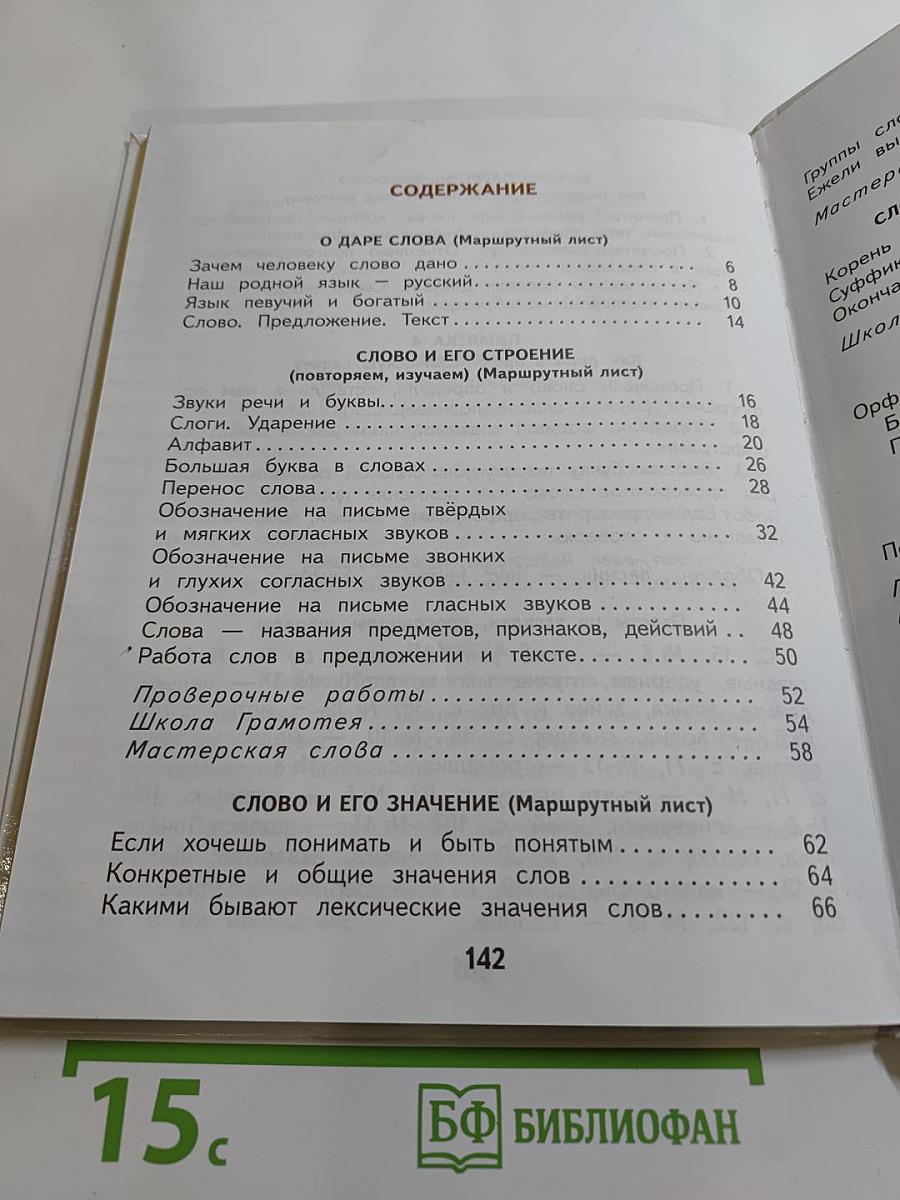 СОДЕРЖАНИЕ
О ДАРЕ СЛОВА (Маршрутный лист)
Зачем человеку слово дано . . . . . . . . . . . . . . . . . . . . . . 6
Наш родной язык — русский. . . . . . . . . . . . . . . . . . . . . 8
Язык певучий и богатый . . . . . . . . . . . . . . . . . . . . . . . . 10
Слово. Предложение. Текст . . . . . . . . . . . . . . . . . . . . . . 14
СЛОВО И ЕГО СТРОЕНИЕ
(повторяем, изучаем) (Маршрутный лист)
Звуки речи и буквы. . . . . . . . . . . . . . . . . . . . . . . . . . . 16
Слоги. Ударение . . . . . . . . . . . . . . . . . . . . . . . . . . . . . 18
Алфавит . . . . . . . . . . . . . . . . . . . . . . . . . . . . . . . . . . . 20
Большая буква в словах . . . . . . . . . . . . . . . . . . . . . . . 26
Перенос слова. . . . . . . . . . . . . . . . . . . . . . . . . . . . . . . 28
Обозначение на письме твёрдых
и мягких согласных звуков . . . . . . . . . . . . . . . . . . . . . 32
Обозначение на письме звонких
и глухих согласных звуков . . . . . . . . . . . . . . . . . . . . . 42
Обозначение на письме гласных звуков . . . . . . . . . . . 44
Слова — названия предметов, признаков, действий . . 48
Работа слов в предложении и тексте. . . . . . . . . . . . . 50
Проверочные работы . . . . . . . . . . . . . . . . . . . . . . . . 52
Школа Грамотея . . . . . . . . . . . . . . . . . . . . . . . . . . . . 54
Мастерская слова . . . . . . . . . . . . . . . . . . . . . . . . . . . 58
СЛОВО И ЕГО ЗНАЧЕНИЕ (Маршрутный лист)
Если хочешь понимать и быть понятым . . . . . . . . . . . . 62
Конкретные и общие значения слов . . . . . . . . . . . . . . . 64
Какими бывают лексические значения слов. . . . . . . . . 66
142
Группы
Ежели
Корень
Школ
15 с
БФ БИБЛИОФАН